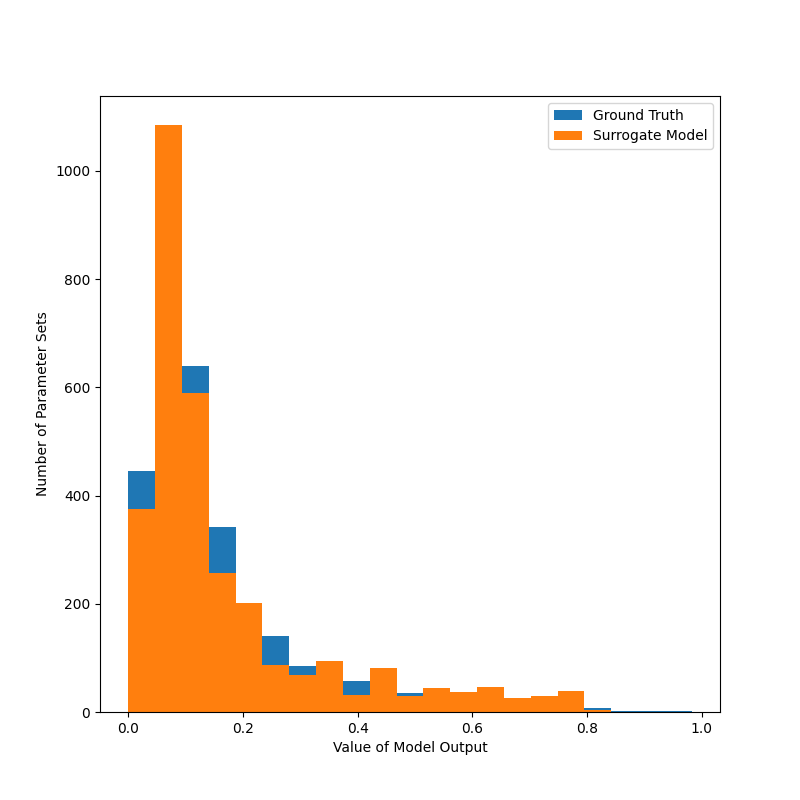 Ground Truth
Surrogate Model
Number of Parameter Sets
1000
800
600
400
200
0
0.0 0.2 0.4 0.6 0.8 1.0
Value of Model Output